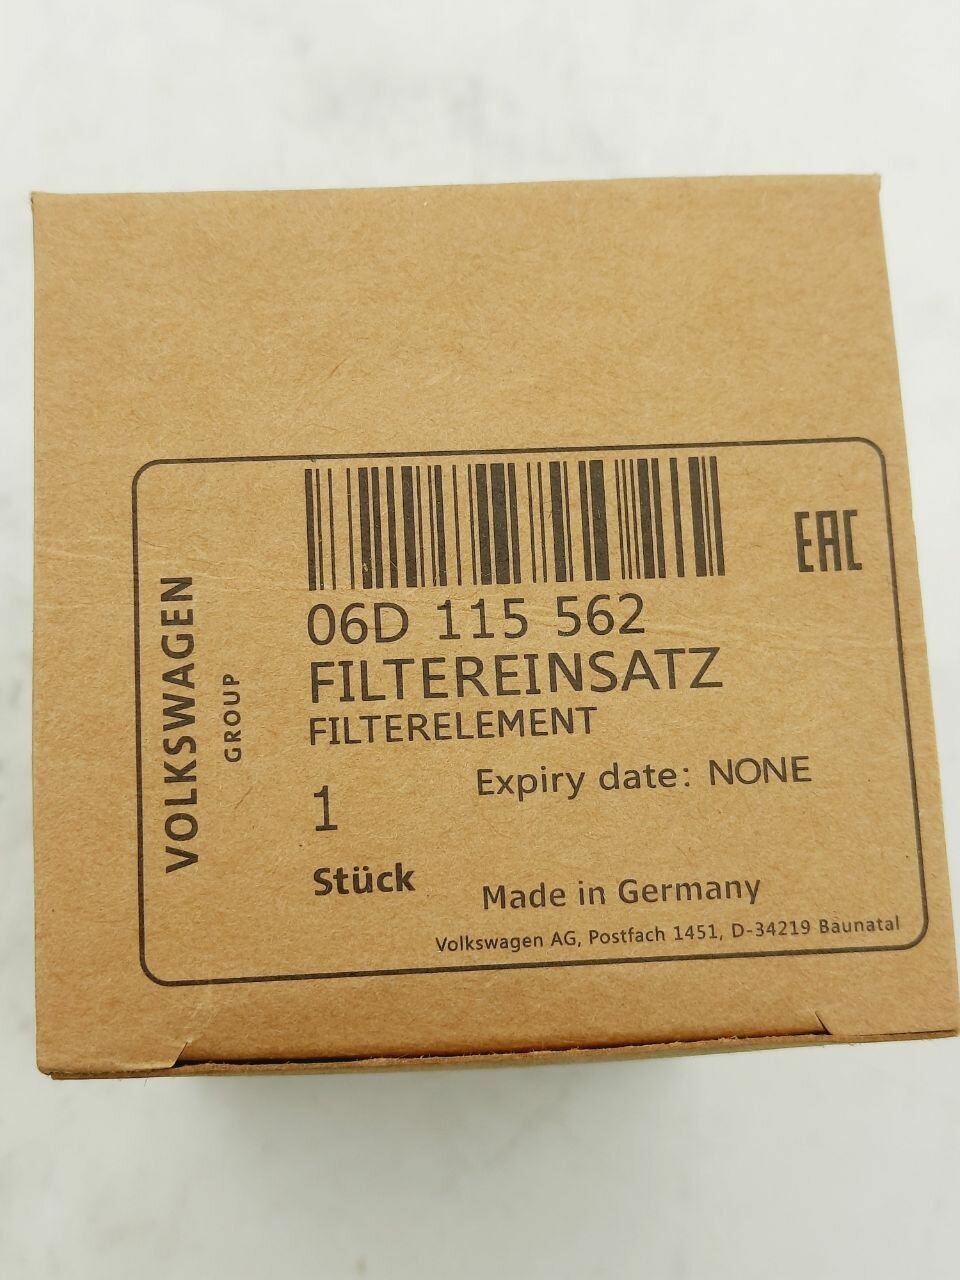 VOLKSWAGEN
GROUP
EAC
06D 115 562
FILTEREINSATZ
FILTERELEMENT
Expiry date: NONE
1
Stück
Made in Germany
Volkswagen AG, Postfach 1451, D-34219 Baunatal